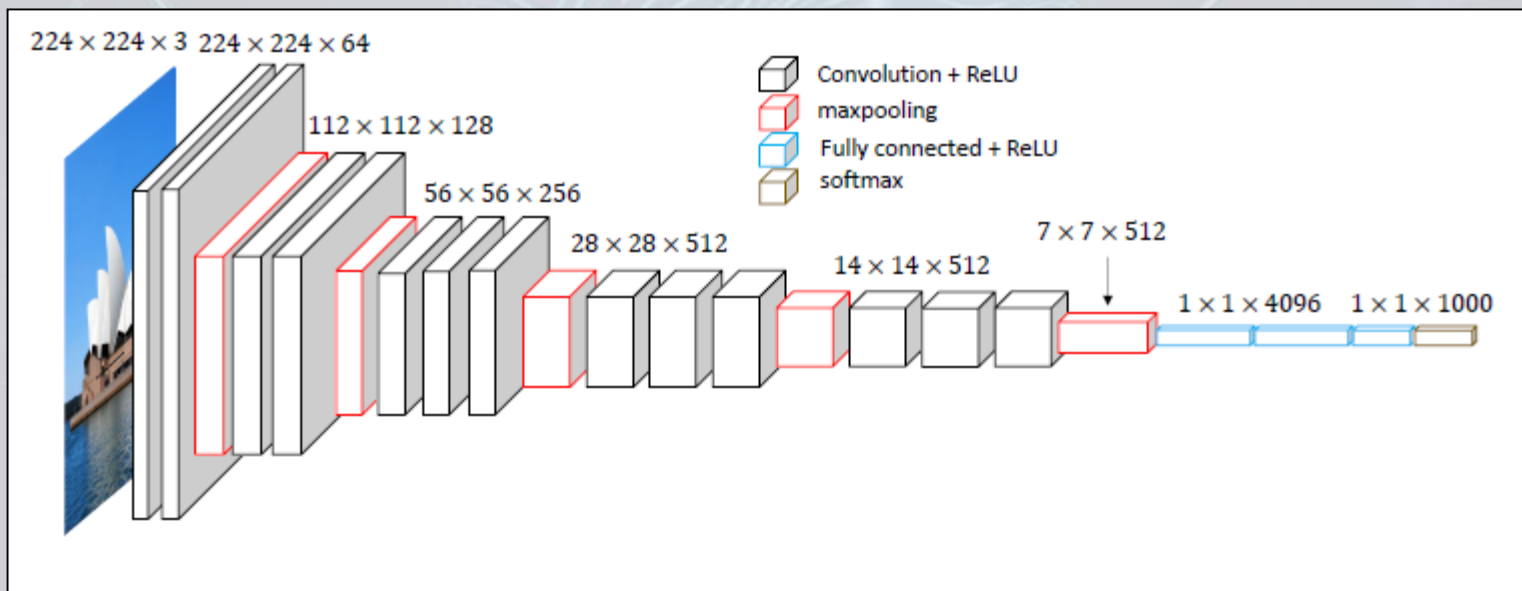 224 × 224 × 3
224 × 224 × 64
112 × 112 × 128
56 × 56 × 256
28 × 28 × 512
14 × 14 × 512
7 × 7 × 512
1 × 1 × 4096
1 × 1 × 1000
Convolution + ReLU
maxpooling
Fully connected + ReLU
softmax